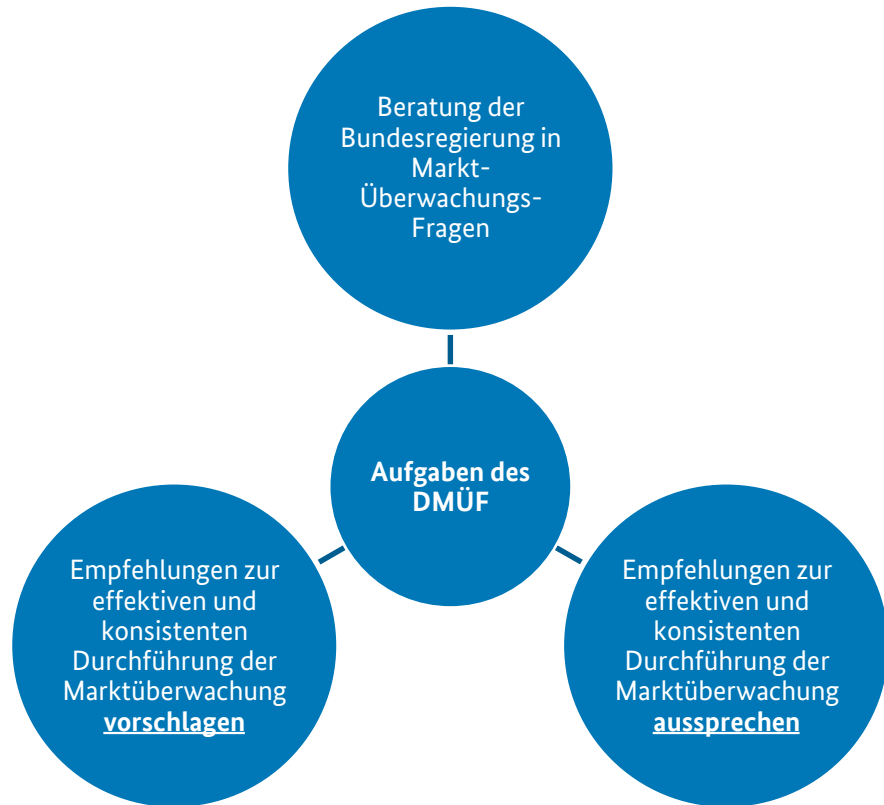 Beratung der
Bundesregierung in
Markt-
Überwachungs-
Fragen
Aufgaben des
DMÜF
Empfehlungen zur
effektiven und
konsistenten
Durchführung der
Marktüberwachung
vorschlagen
Empfehlungen zur
effektiven und
konsistenten
Durchführung der
Marktüberwachung
aussprechen